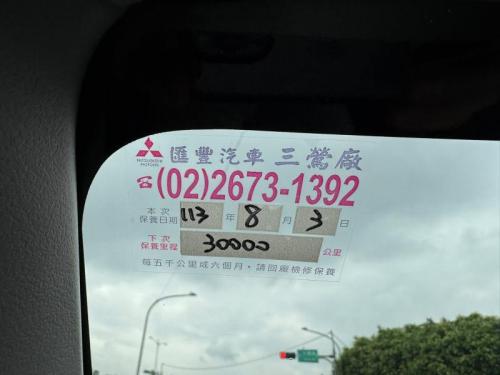 MITSUBISHI MOTORS 匯豐汽車 三鶯廠
☎(02)2673-1392
本次保養日期 113 年 8 月 3 日
下次保養里程 30000 公里
每五千公里或六個月，請回廠檢修保養